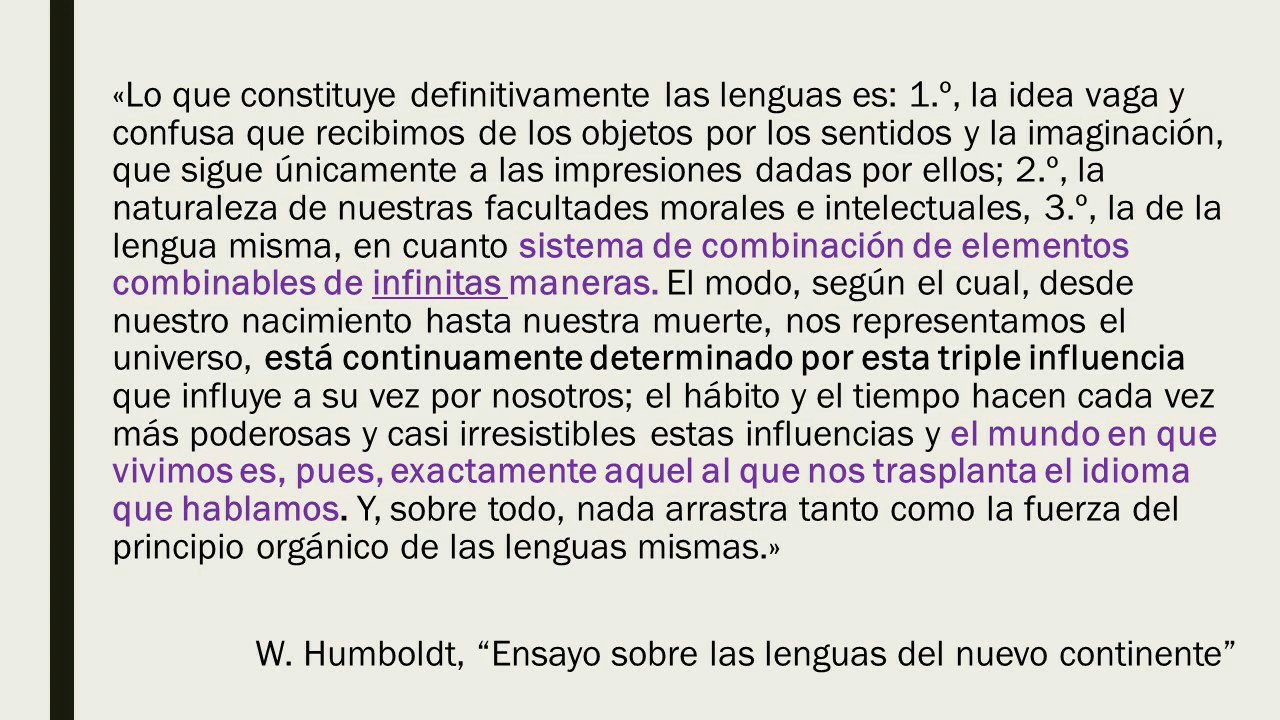 «Lo que constituye definitivamente las lenguas es: 1.º, la idea vaga y
confusa que recibimos de los objetos por los sentidos y la imaginación,
que sigue únicamente a las impresiones dadas por ellos; 2.º, la
naturaleza de nuestras facultades morales e intelectuales, 3.º, la de la
lengua misma, en cuanto sistema de combinación de elementos
combinables de infinitas maneras. El modo, según el cual, desde
nuestro nacimiento hasta nuestra muerte, nos representamos el
universo, está continuamente determinado por esta triple influencia
que influye a su vez por nosotros; el hábito y el tiempo hacen cada vez
más poderosas y casi irresistibles estas influencias y el mundo en que
vivimos es, pues, exactamente aquel al que nos trasplanta el idioma
que hablamos. Y, sobre todo, nada arrastra tanto como la fuerza del
principio orgánico de las lenguas mismas.»
W. Humboldt, “Ensayo sobre las lenguas del nuevo continente”